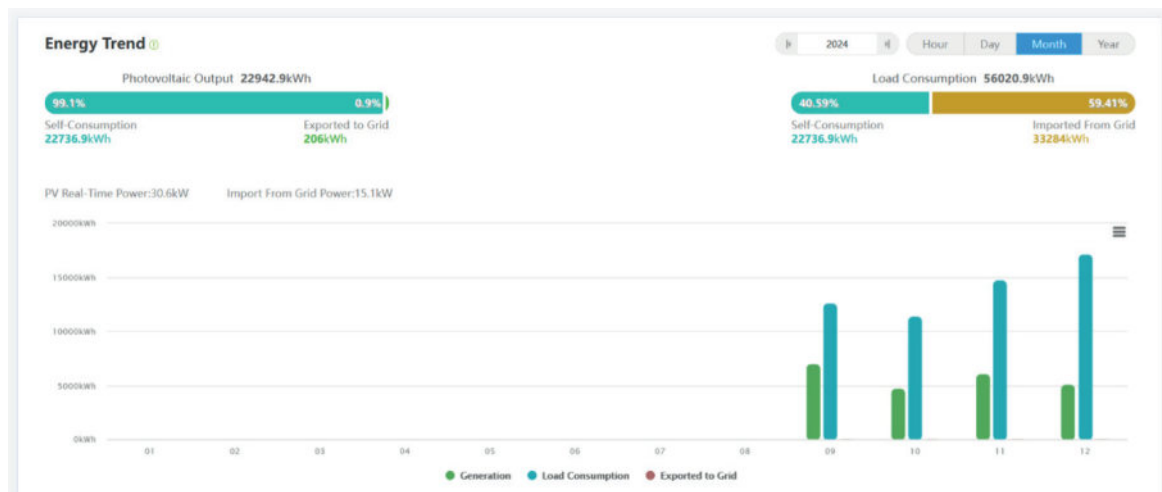 Energy Trend
2024 Hour Day Month Year
Photovoltaic Output 22942.9kWh
Load Consumption 56020.9kWh
99.1% 0.9%
40.59% 59.41%
Self-Consumption Exported to Grid
22736.9kWh 206kWh
Self-Consumption Imported From Grid
22736.9kWh 33284kWh
PV Real-Time Power:30.6kW Import From Grid Power:15.1kW
20000kWh
15000kWh
10000kWh
5000kWh
0kWh
01 02 03 04 05 06 07 08 09 10 11 12
Generation Load Consumption Exported to Grid